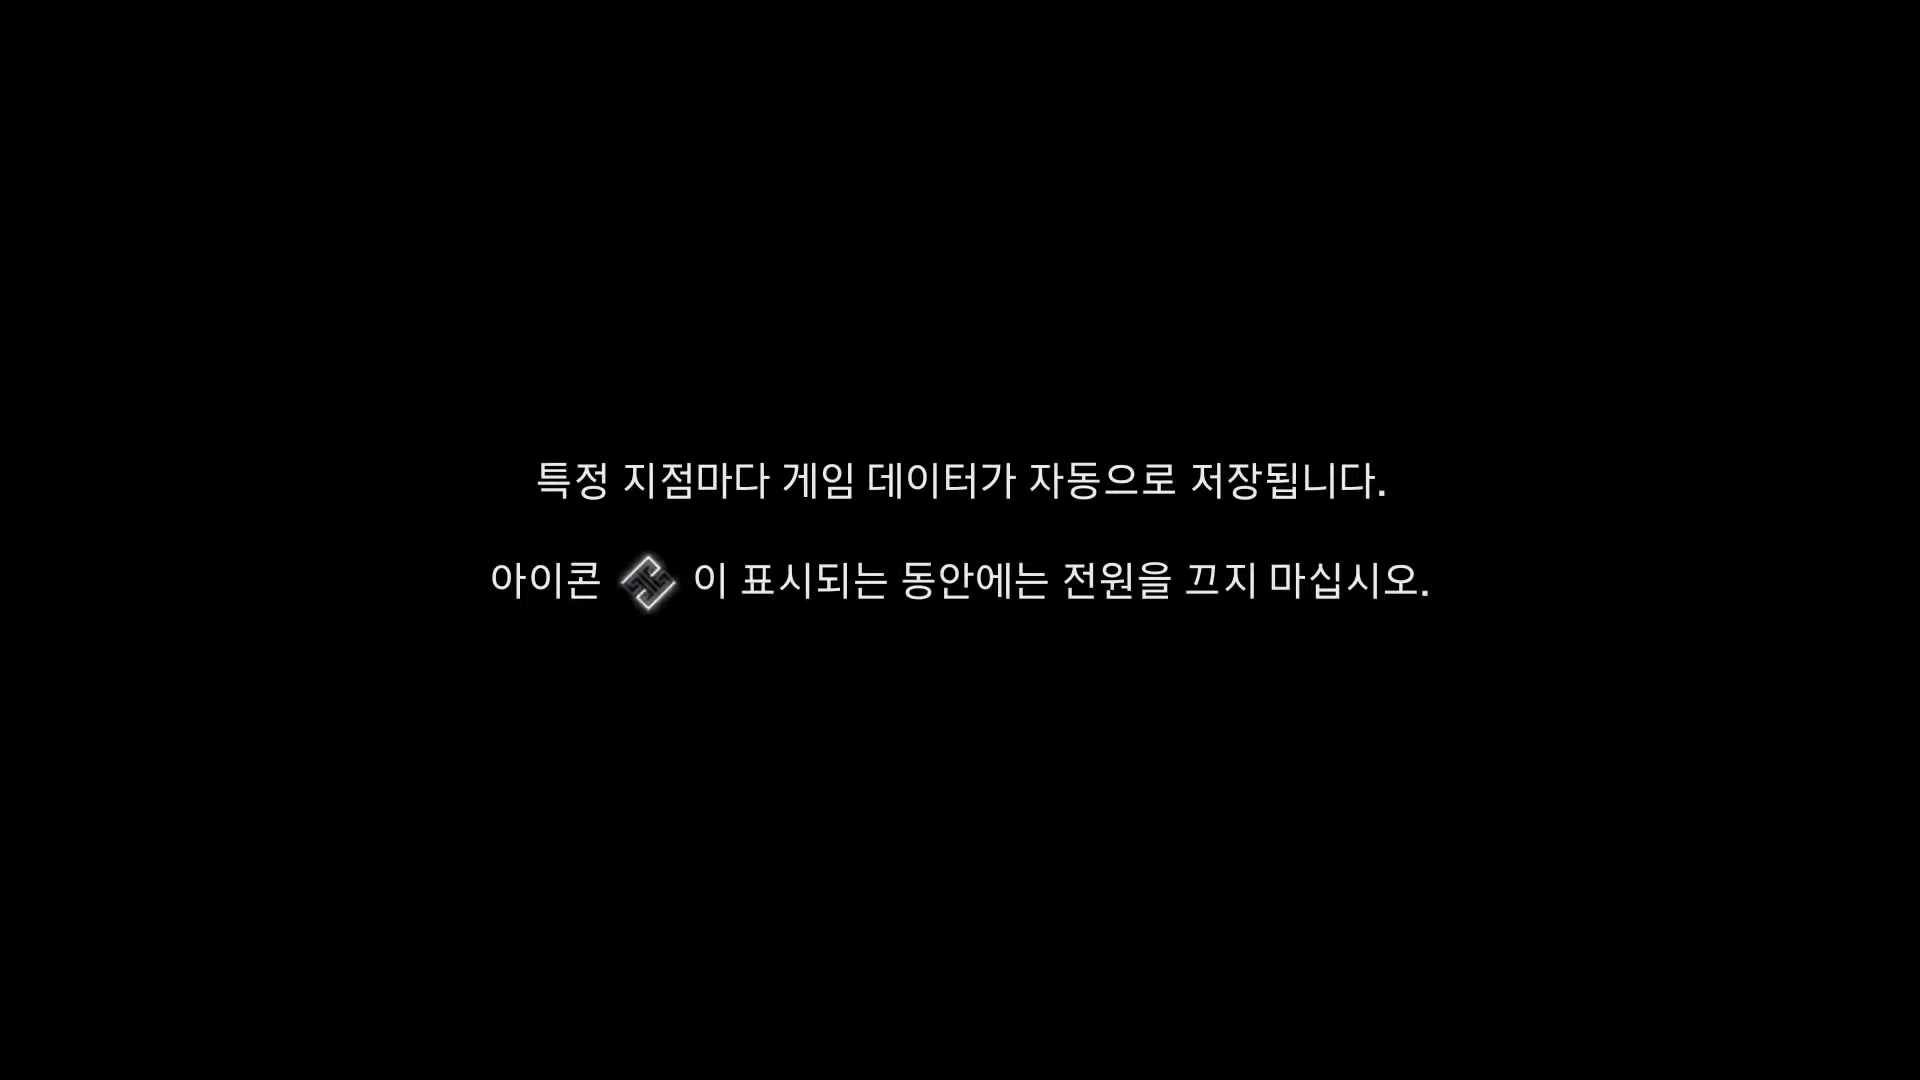 특정 지점마다 게임 데이터가 자동으로 저장됩니다.
아이콘 이 표시되는 동안에는 전원을 끄지 마십시오.